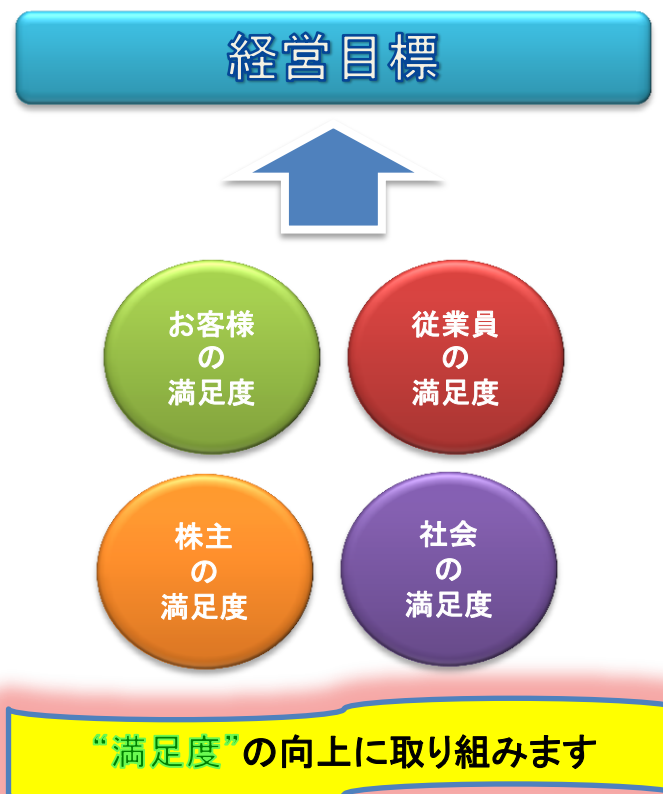 経営目標
お客様
の
満足度
従業員
の
満足度
株主
の
満足度
社会
の
満足度
“満足度”の向上に取り組みます